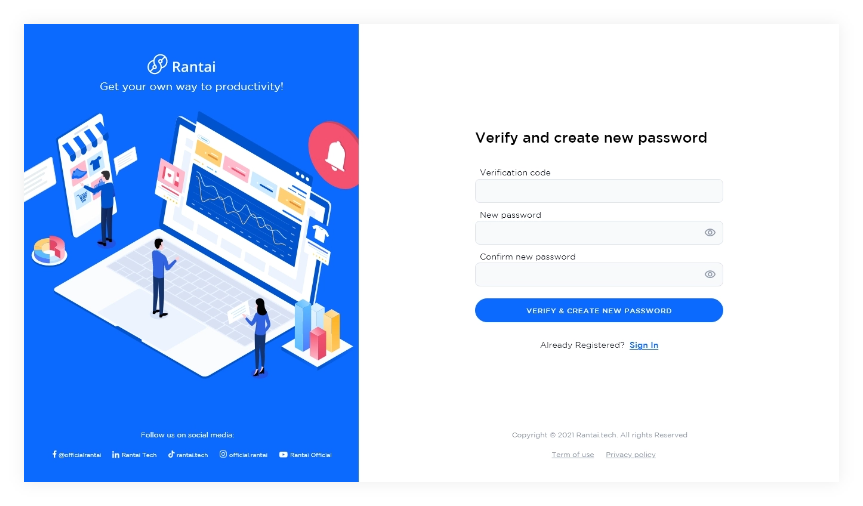 Rantai
Get your own way to productivity!
Follow us on social media:
@officialrantai
Rantai Tech
rantai.tech
official.rantai
Rantai Official
Verify and create new password
Verification code
New password
Confirm new password
VERIFY & CREATE NEW PASSWORD
Already Registered? Sign In
Copyright © 2021 Rantai.tech. All rights Reserved
Term of use Privacy policy